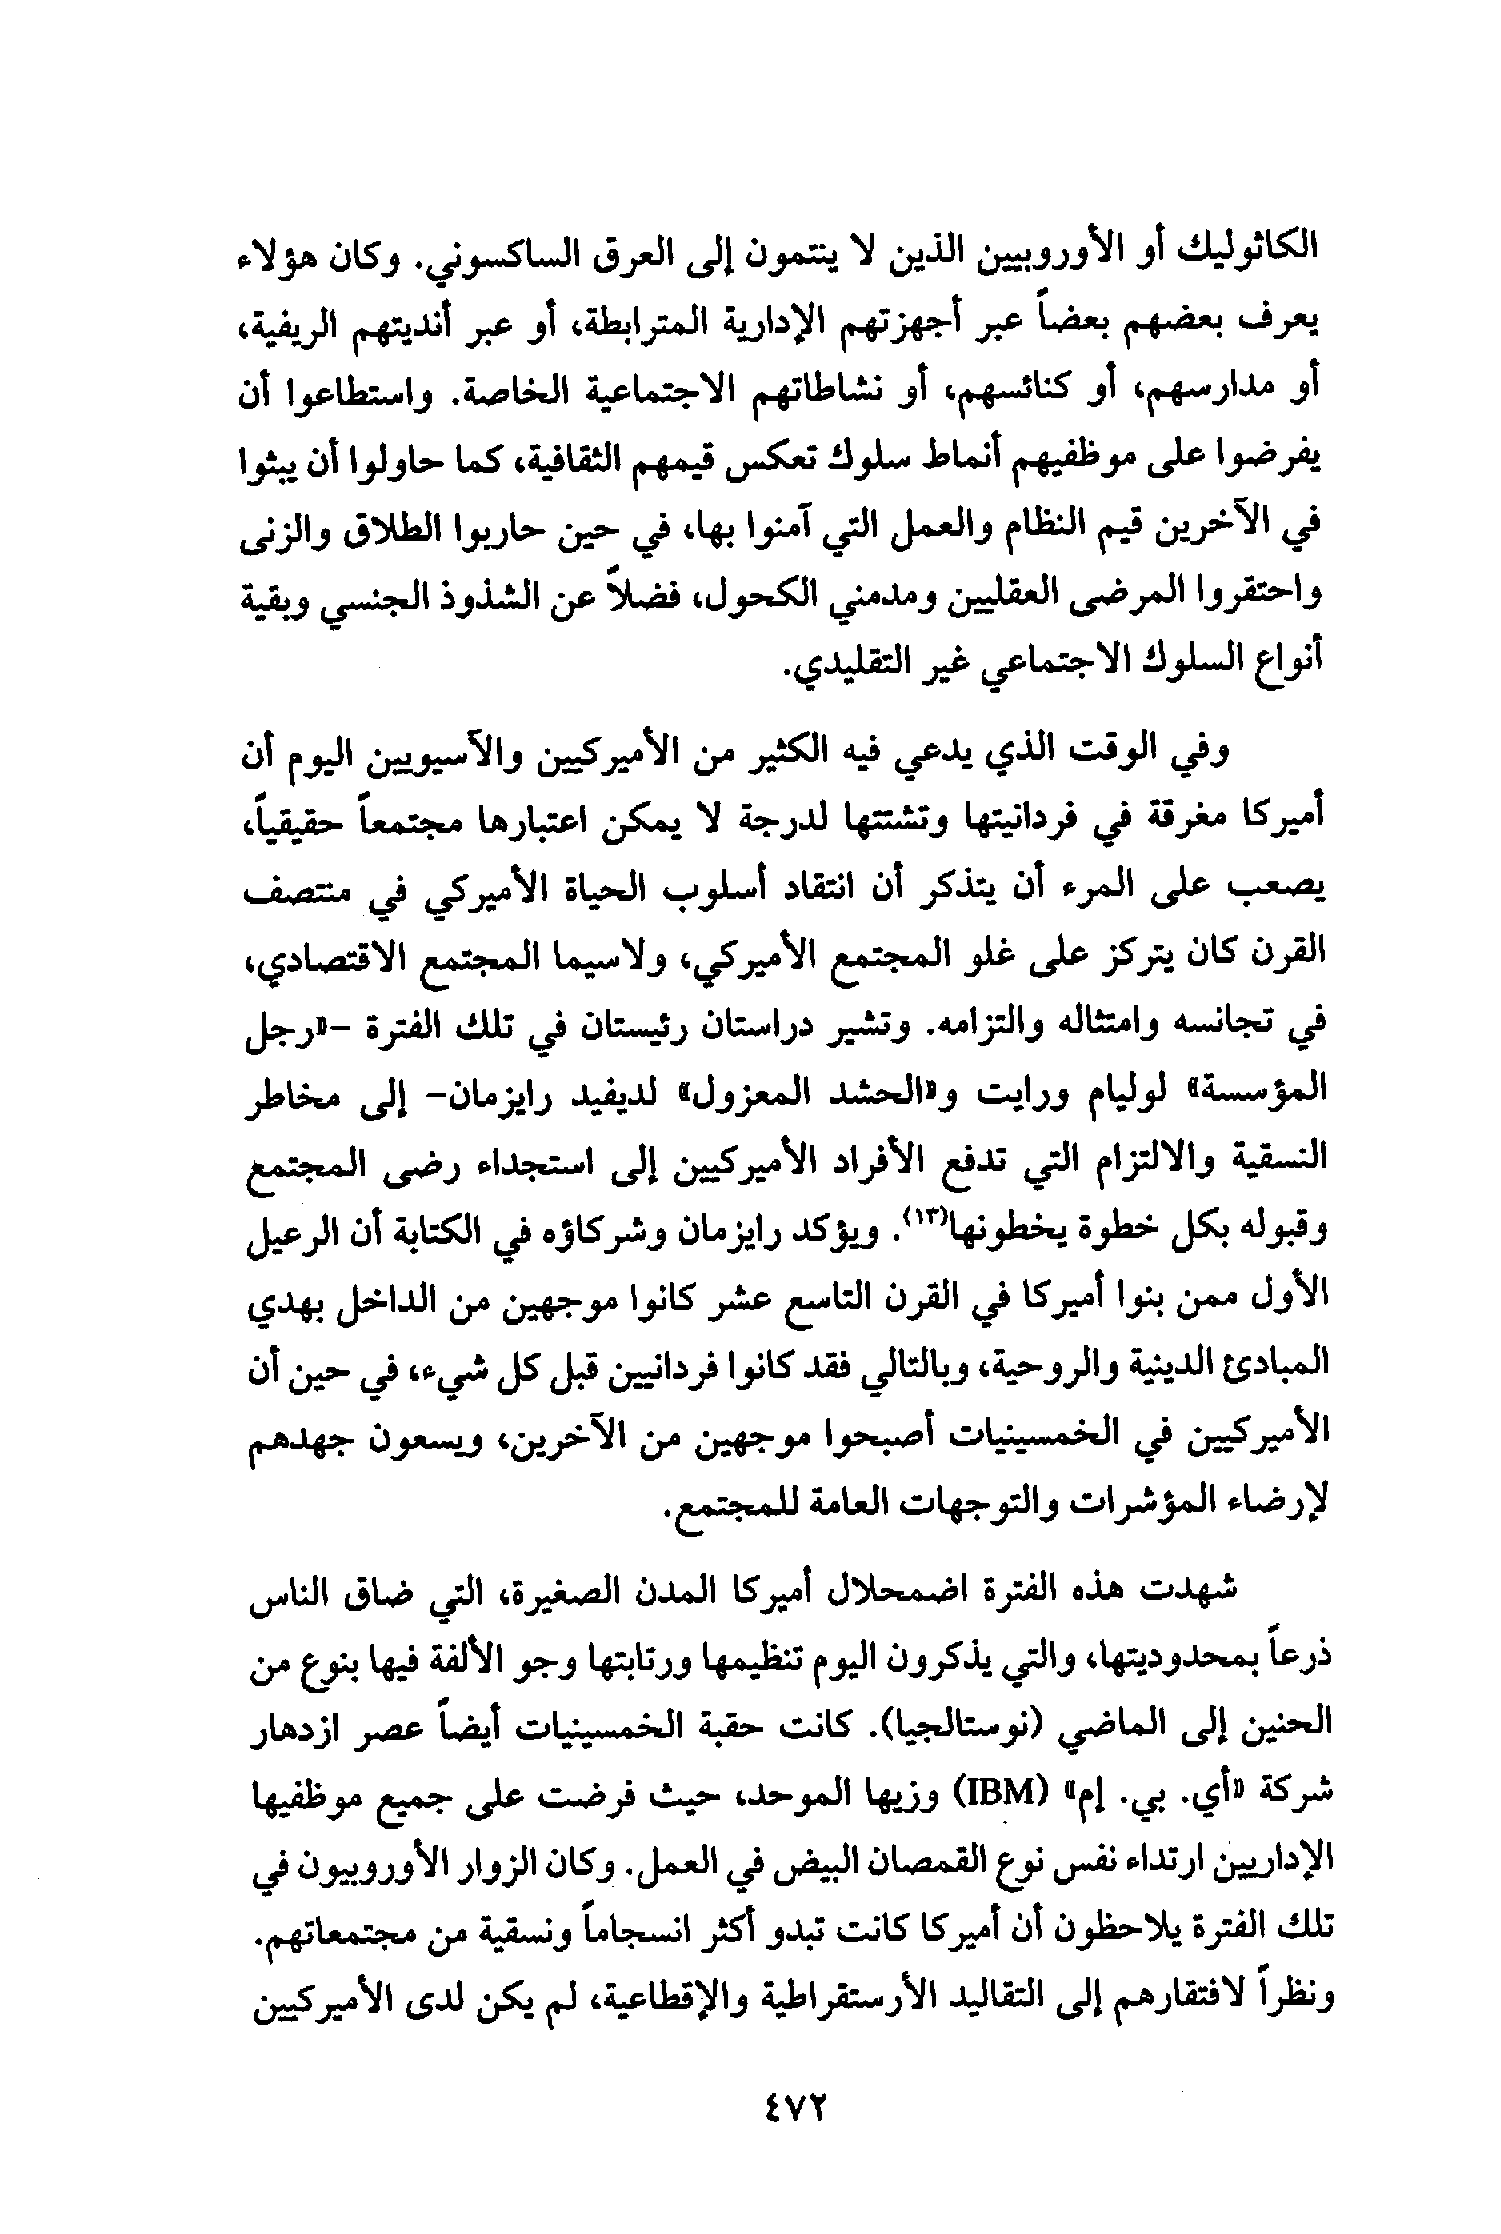 الكاثوليك أو الأوروبيين الذين لا ينتمون إلى العرق الساكسوني. وكان هؤلاء
يعرف بعضهم بعضاً عبر أجهزتهم الإدارية المترابطة، أو عبر أنديتهم الريفية،
أو مدارسهم، أو كنائسهم، أو نشاطاتهم الاجتماعية الخاصة. واستطاعوا أن
يفرضوا على موظفيهم أنماط سلوك تعكس قيمهم الثقافية، كما حاولوا أن يبثوا
في الآخرين قيم النظام والعمل التي آمنوا بها، في حين حاربوا الطلاق والزنى
واحتقروا المرضى العقليين ومدمني الكحول، فضلاً عن الشذوذ الجنسي وبقية
أنواع السلوك الاجتماعي غير التقليدي.
وفي الوقت الذي يدعي فيه الكثير من الأميركيين والآسيويين اليوم أن
أميركا مغرقة في فردانيتها وتشتتها لدرجة لا يمكن اعتبارها مجتمعاً حقيقياً،
يصعب على المرء أن يتذكر أن انتقاد أسلوب الحياة الأميركي في منتصف
القرن كان يتركز على غلو المجتمع الأميركي، ولاسيما المجتمع الاقتصادي،
في تجانسه وامتثاله والتزامه. وتشير دراستان رئيستان في تلك الفترة -«رجل
المؤسسة» لوليام ورايت و«الحشد المعزول» لديفيد رايزمان- إلى مخاطر
النسقية والالتزام التي تدفع الأفراد الأميركيين إلى استجداء رضى المجتمع
وقبوله بكل خطوة يخطونها(١٣). ويؤكد رايزمان وشركاؤه في الكتابة أن الرعيل
الأول ممن بنوا أميركا في القرن التاسع عشر كانوا موجهين من الداخل بهدي
المبادئ الدينية والروحية، وبالتالي فقد كانوا فردانيين قبل كل شيء، في حين أن
الأميركيين في الخمسينيات أصبحوا موجهين من الآخرين، ويسعون جهدهم
لإرضاء المؤشرات والتوجهات العامة للمجتمع.
شهدت هذه الفترة اضمحلال أميركا المدن الصغيرة، التي ضاق الناس
ذرعاً بمحدوديتها، والتي يذكرون اليوم تنظيمها ورتابتها وجو الألفة فيها بنوع من
الحنين إلى الماضي (نوستالجيا). كانت حقبة الخمسينيات أيضاً عصر ازدهار
شركة «أي. بي. إم» (IBM) وزيها الموحد، حيث فرضت على جميع موظفيها
الإداريين ارتداء نفس نوع القمصان البيض في العمل. وكان الزوار الأوروبيون في
تلك الفترة يلاحظون أن أميركا كانت تبدو أكثر انسجاماً ونسقية من مجتمعاتهم.
ونظراً لافتقارهم إلى التقاليد الأرستقراطية والإقطاعية، لم يكن لدى الأميركيين
٤٧٢